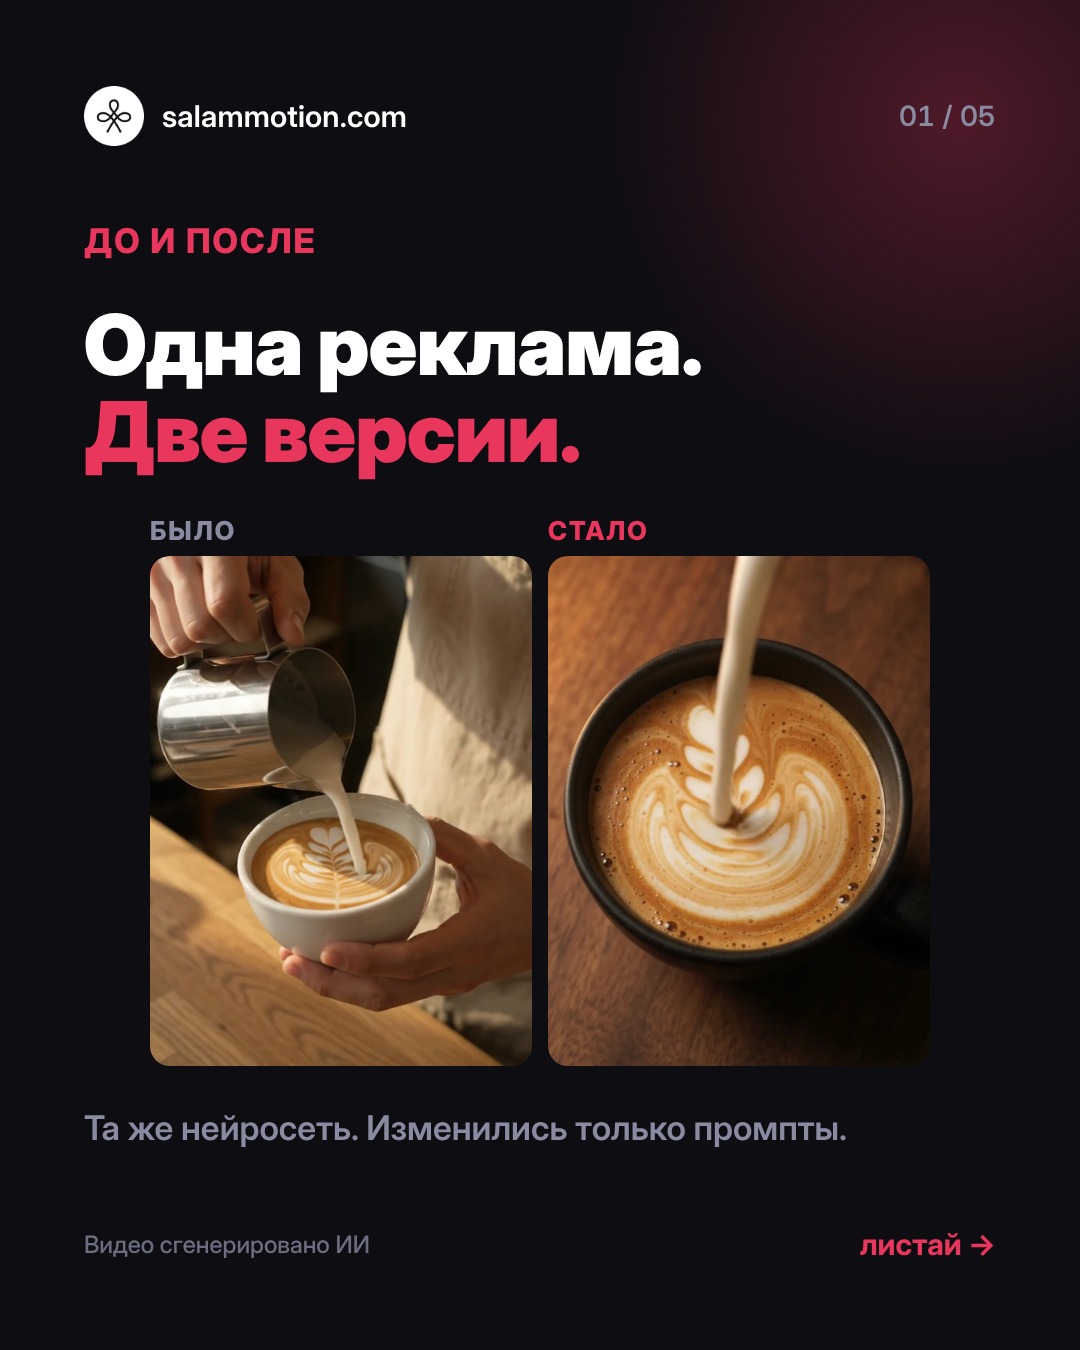 salammotion.com
01 / 05
ДО И ПОСЛЕ
Одна реклама.
Две версии.
БЫЛО
СТАЛО
Та же нейросеть. Изменились только промпты.
Видео сгенерировано ИИ
листай →